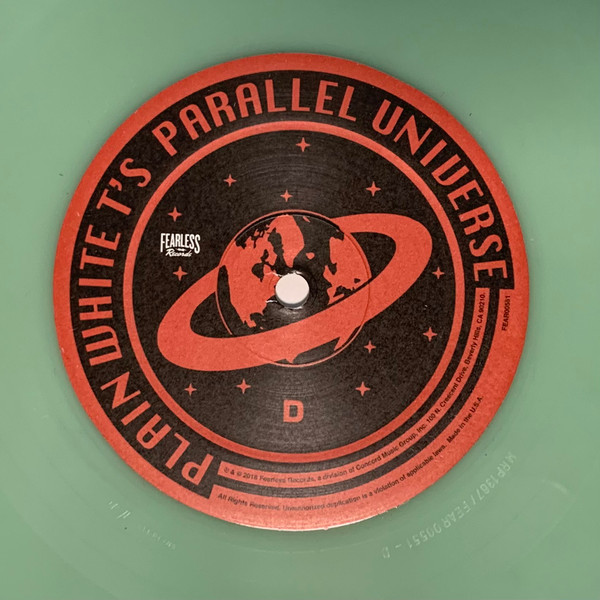 PLAIN WHITE T'S PARALLEL UNIVERSE
FEARLESS
Records
D
FEAR00551
℗ & © 2018 Fearless Records, a division of Concord Music Group, Inc. 100 N. Crescent Drive, Beverly Hills, CA 90210.
All Rights Reserved. Unauthorized duplication is a violation of applicable laws. Made in the U.S.A.
FEAR00551 - D